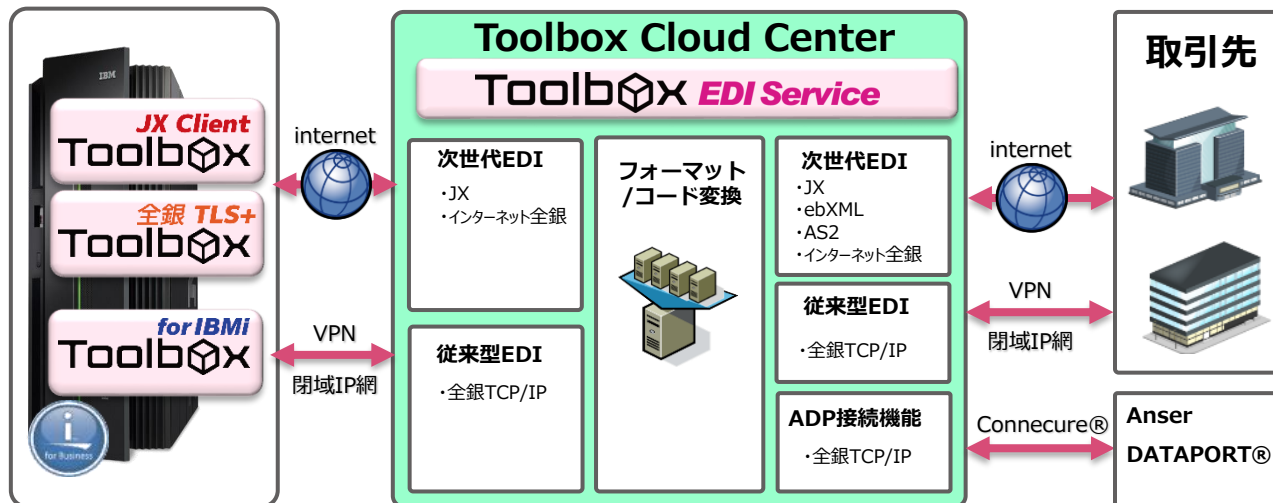 IBM
JX Client
Toolbox
全銀 TLS+
Toolbox
for IBMi
Toolbox
i
for Business
internet
VPN
閉域IP網
Toolbox Cloud Center
Toolbox EDI Service
次世代EDI
・JX
・インターネット全銀
従来型EDI
・全銀TCP/IP
フォーマット
/コード変換
次世代EDI
・JX
・ebXML
・AS2
・インターネット全銀
従来型EDI
・全銀TCP/IP
ADP接続機能
・全銀TCP/IP
internet
VPN
閉域IP網
Connecure®
取引先
Anser
DATAPORT®